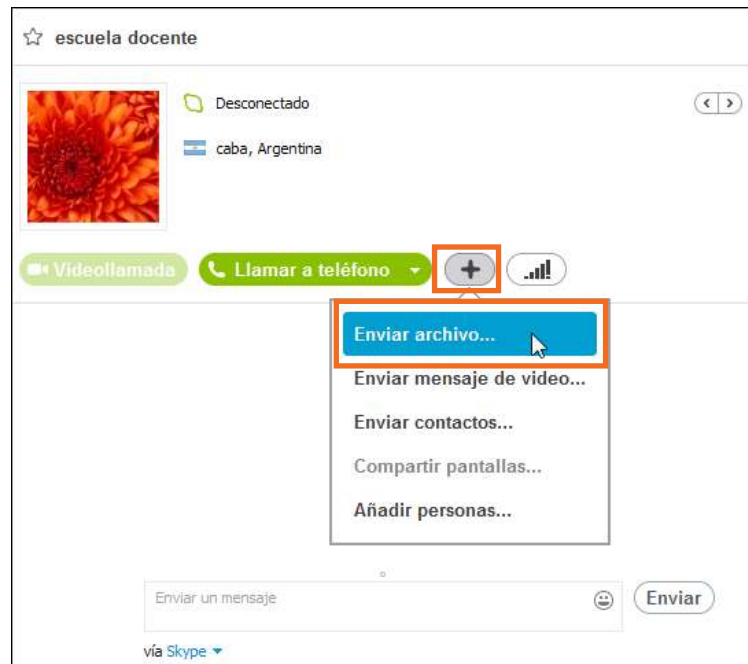 escuela docente
Desconectado
caba, Argentina
Videollamada
Llamar a teléfono
Enviar archivo...
Enviar mensaje de video...
Enviar contactos...
Compartir pantallas...
Añadir personas...
Enviar un mensaje
Enviar
vía Skype